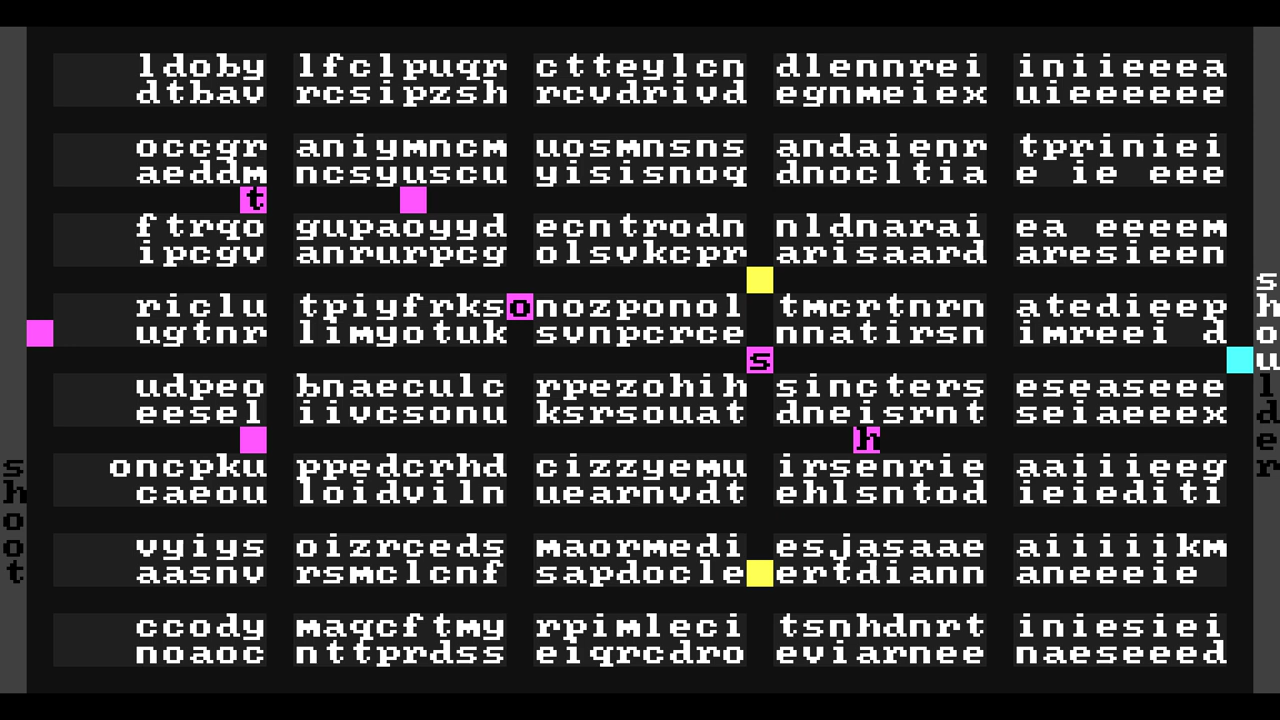 ldoby lfclpuqr ctteylcn dlennrei iniieeea
dtbav rcsipzsh rcvdrivd egnmeiex uieeeeee
occgr aniymncm uosmnsns andaienr tpriniei
aeddm ncsyuscu yisisnoq dnocltia e ie eee
t
ftrqo gupaoyyd ecntrodn nldnarai ea eeeem
ipcgv anrurpcg olsvkcpr arisaard aresieen
riclu tpiyfrks o nozponol tmcrtnrn atedieep
ugtnr limyotuk svnpcrce nnatirsn imreei d
s
udpeo bnaeculc rpezohih sincters eseaseee
eesel iivcsonu ksrsouat dneisrnt seiaeeex
h
oncpku ppedcrhd cizzyemu irsenrie aaiiieeg
caeou loidviln uearnvdt ehlsntod ieiediti
vyiys oizrceds maormedi esjasaae aiiiiikm
aasnv rsmclcnf sapdocle ertdiann aneeeie
ccody maqcftmy rpimleci tsnhdnrt iniesiei
noaoc nttprdss eiqrcdro eviarnee naeseeed
shoot
shoulder